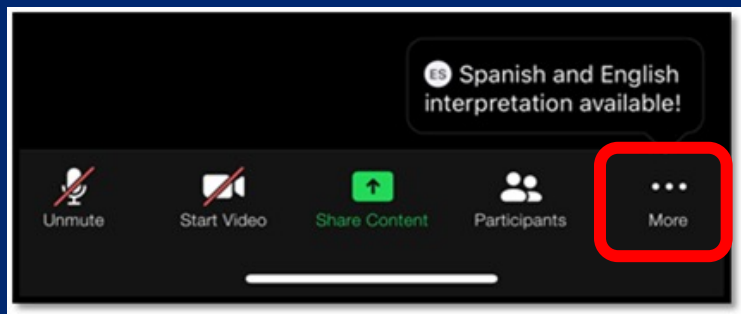 ES Spanish and English
interpretation available!
Unmute
Start Video
Share Content
Participants
More